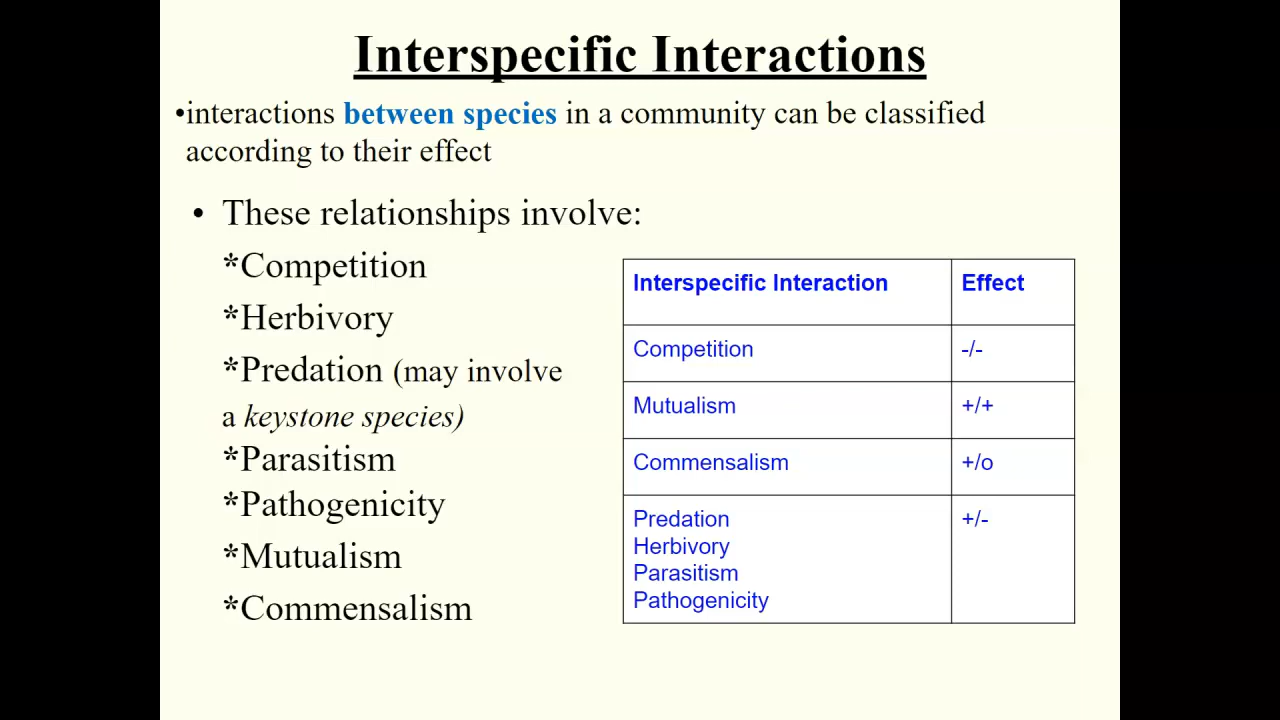 Interspecific Interactions
•interactions between species in a community can be classified
according to their effect
• These relationships involve:
*Competition
*Herbivory
*Predation (may involve
a keystone species)
*Parasitism
*Pathogenicity
*Mutualism
*Commensalism
Interspecific Interaction Effect
Competition -/-
Mutualism +/+
Commensalism +/o
Predation +/-
Herbivory
Parasitism
Pathogenicity